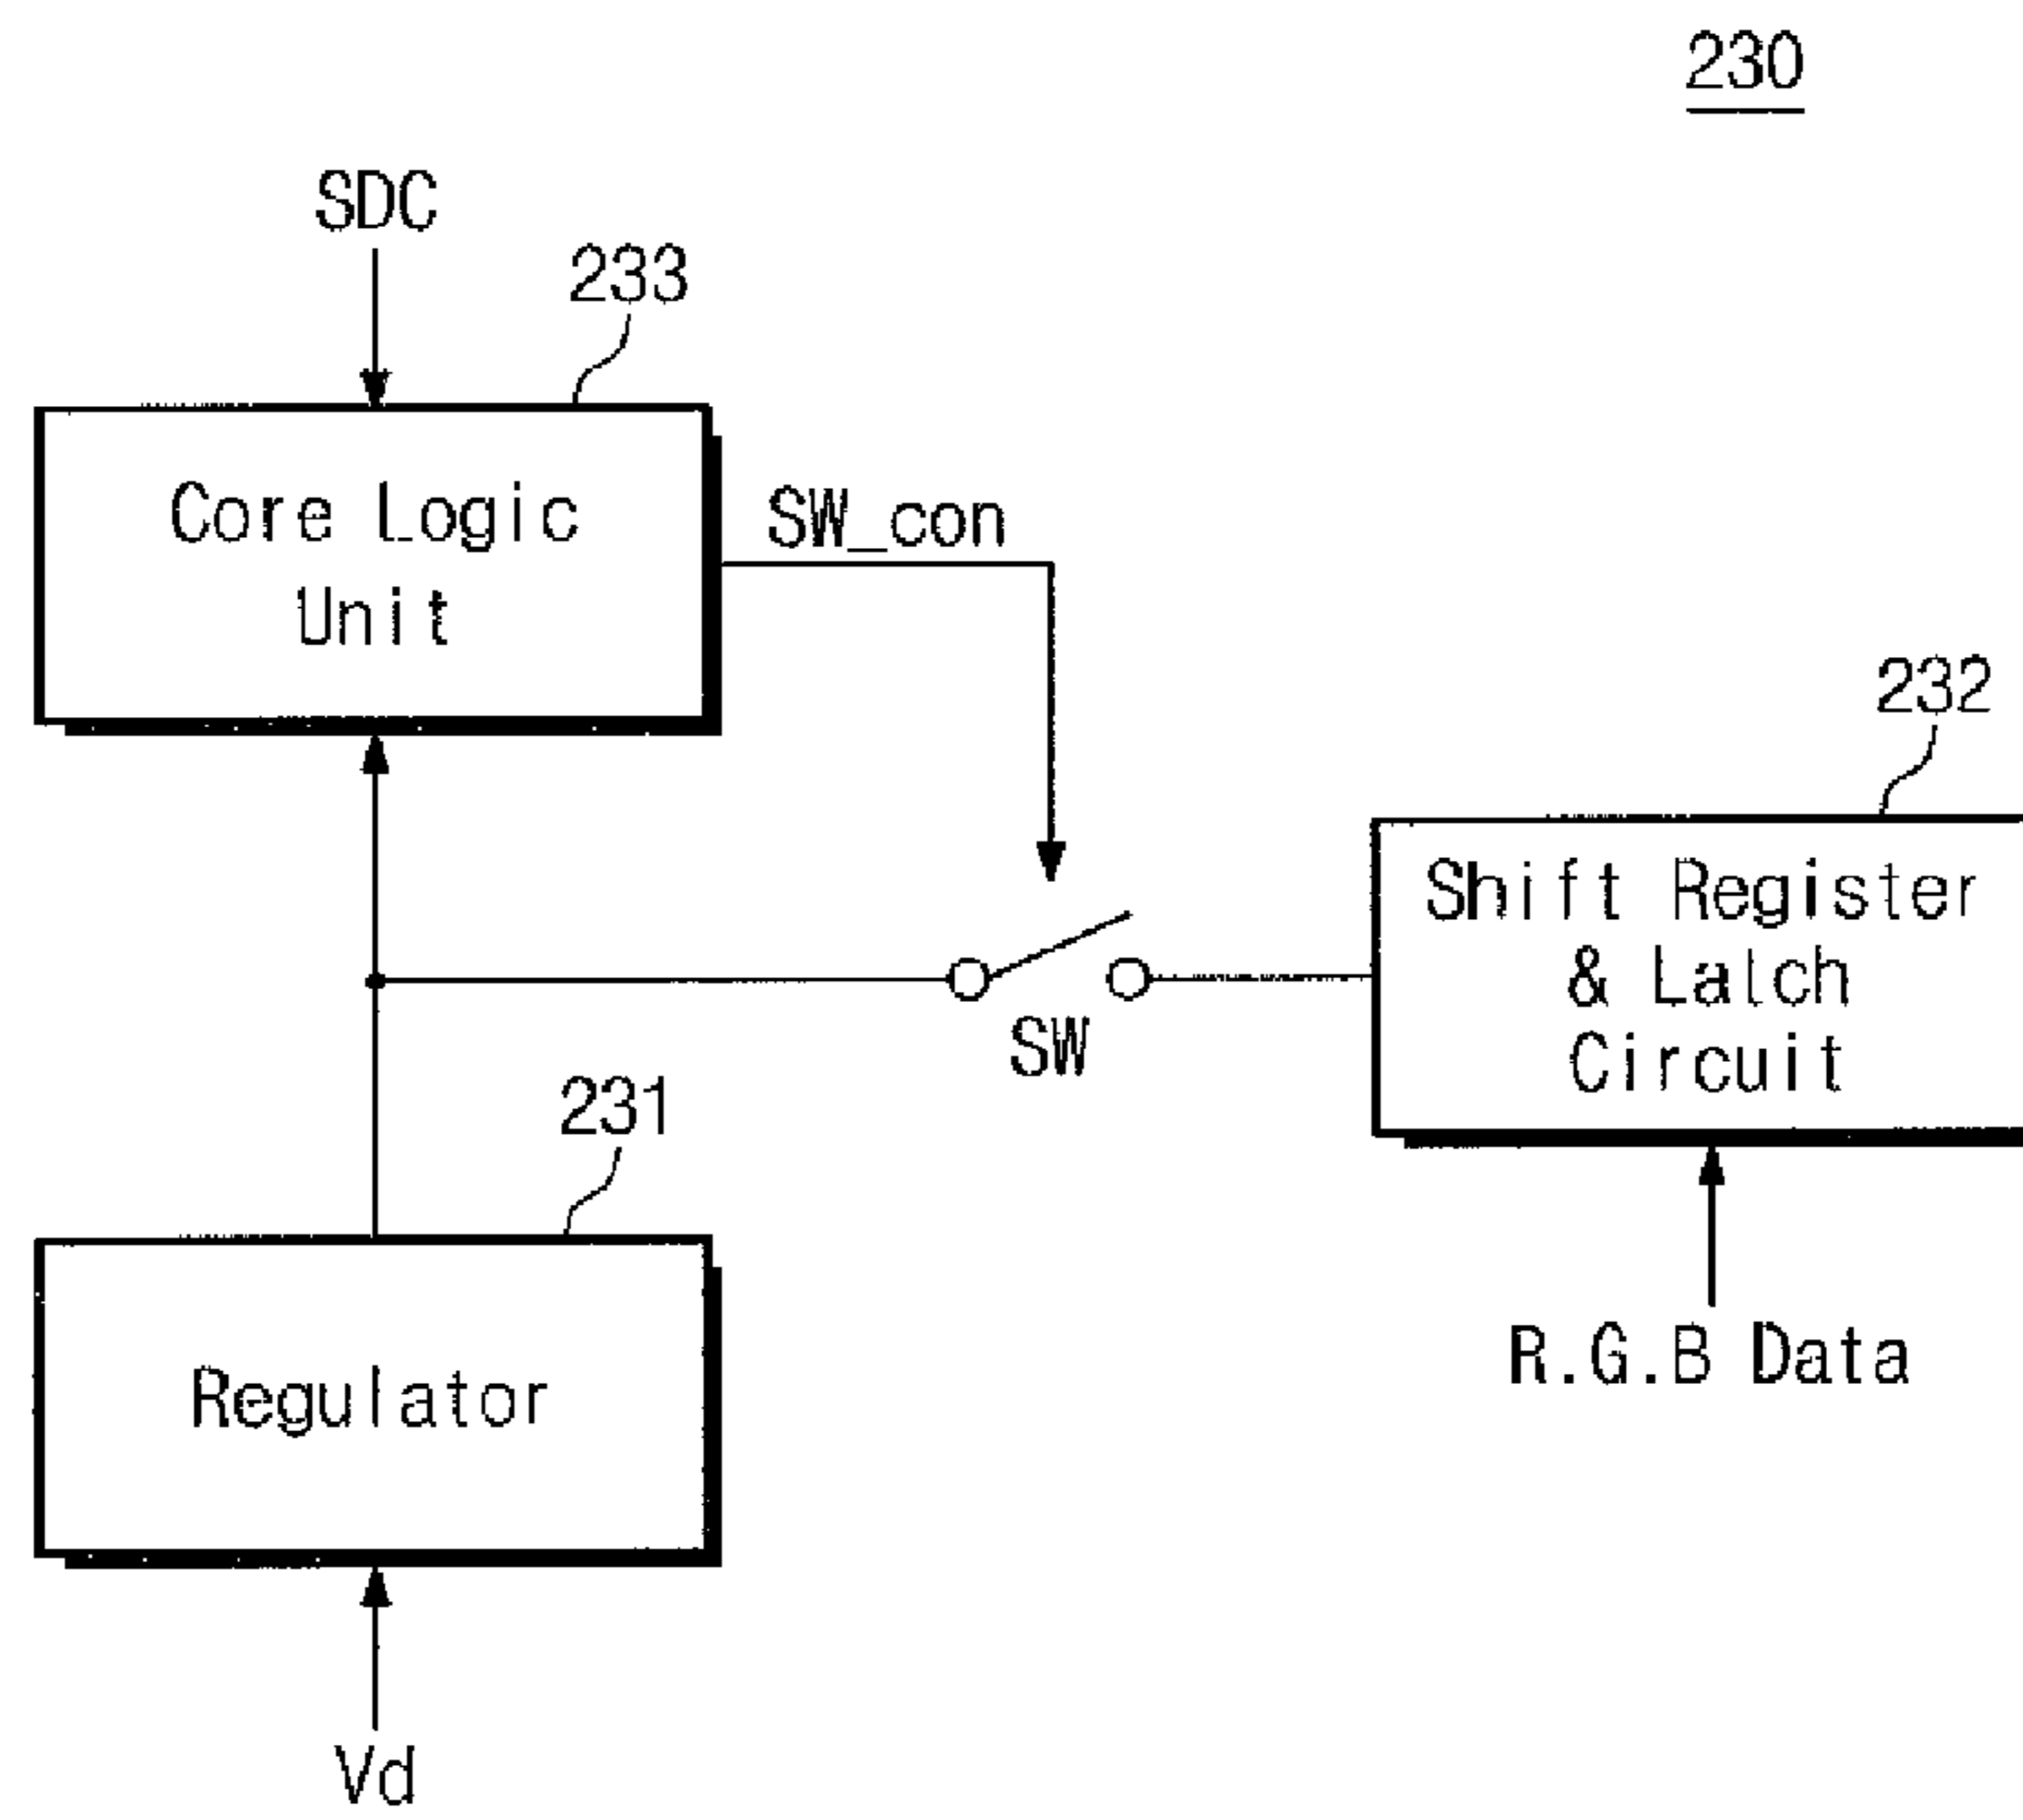 230
SDC
233
Core Logic
Unit
SW_con
232
Shift Register
& Latch
Circuit
SW
231
Regulator
R.G.B Data
Vd